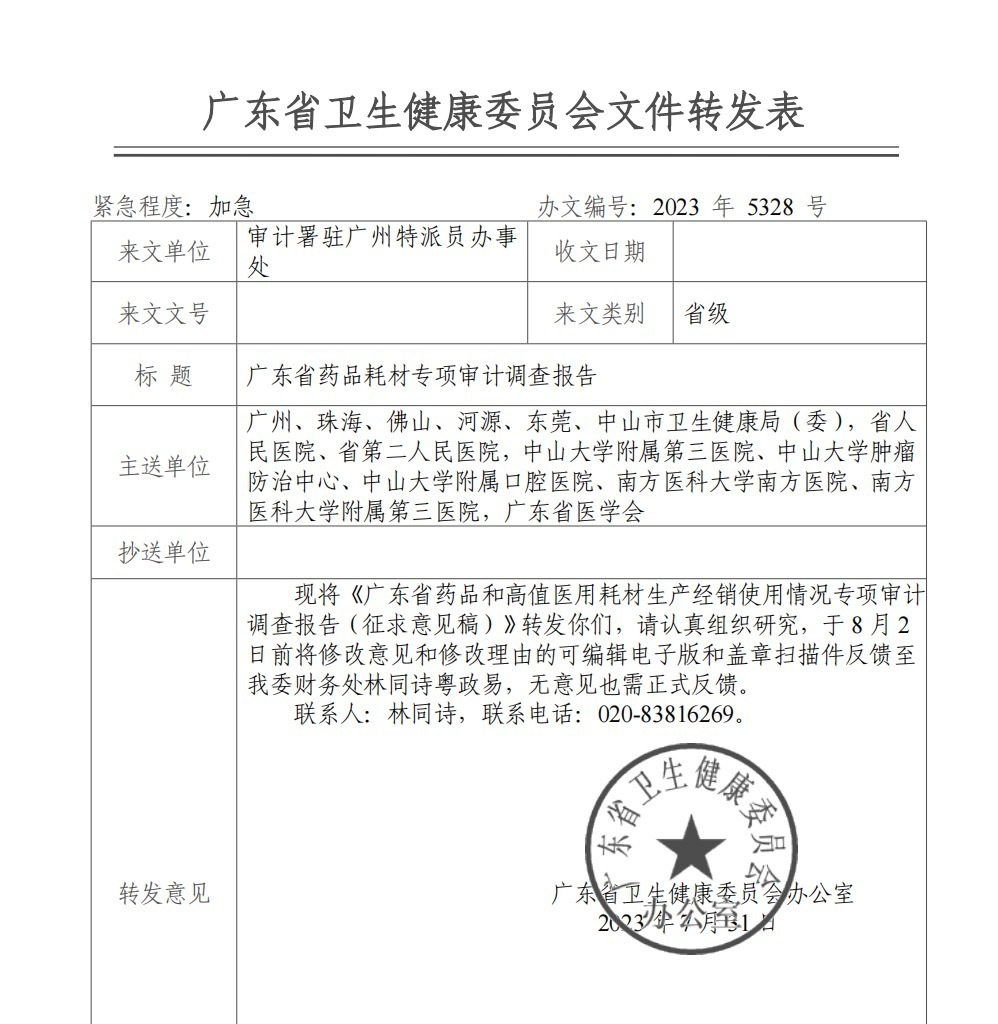 广东省卫生健康委员会文件转发表
紧急程度：加急 办文编号：2023 年 5328 号
来文单位 审计署驻广州特派员办事处 收文日期
来文文号 来文类别 省级
标 题 广东省药品耗材专项审计调查报告
主送单位
广州、珠海、佛山、河源、东莞、中山市卫生健康局（委），省人
民医院、省第二人民医院，中山大学附属第三医院、中山大学肿瘤
防治中心、中山大学附属口腔医院、南方医科大学南方医院、南方
医科大学附属第三医院，广东省医学会
抄送单位
现将《广东省药品和高值医用耗材生产经销使用情况专项审计
调查报告（征求意见稿）》转发你们，请认真组织研究，于 8 月 2
日前将修改意见和修改理由的可编辑电子版和盖章扫描件反馈至
我委财务处林同诗粤政易，无意见也需正式反馈。
联系人：林同诗，联系电话：020-83816269。
广东省卫生健康委员会
办公室
转发意见
广东省卫生健康委员会办公室
2023 年 7 月 31 日